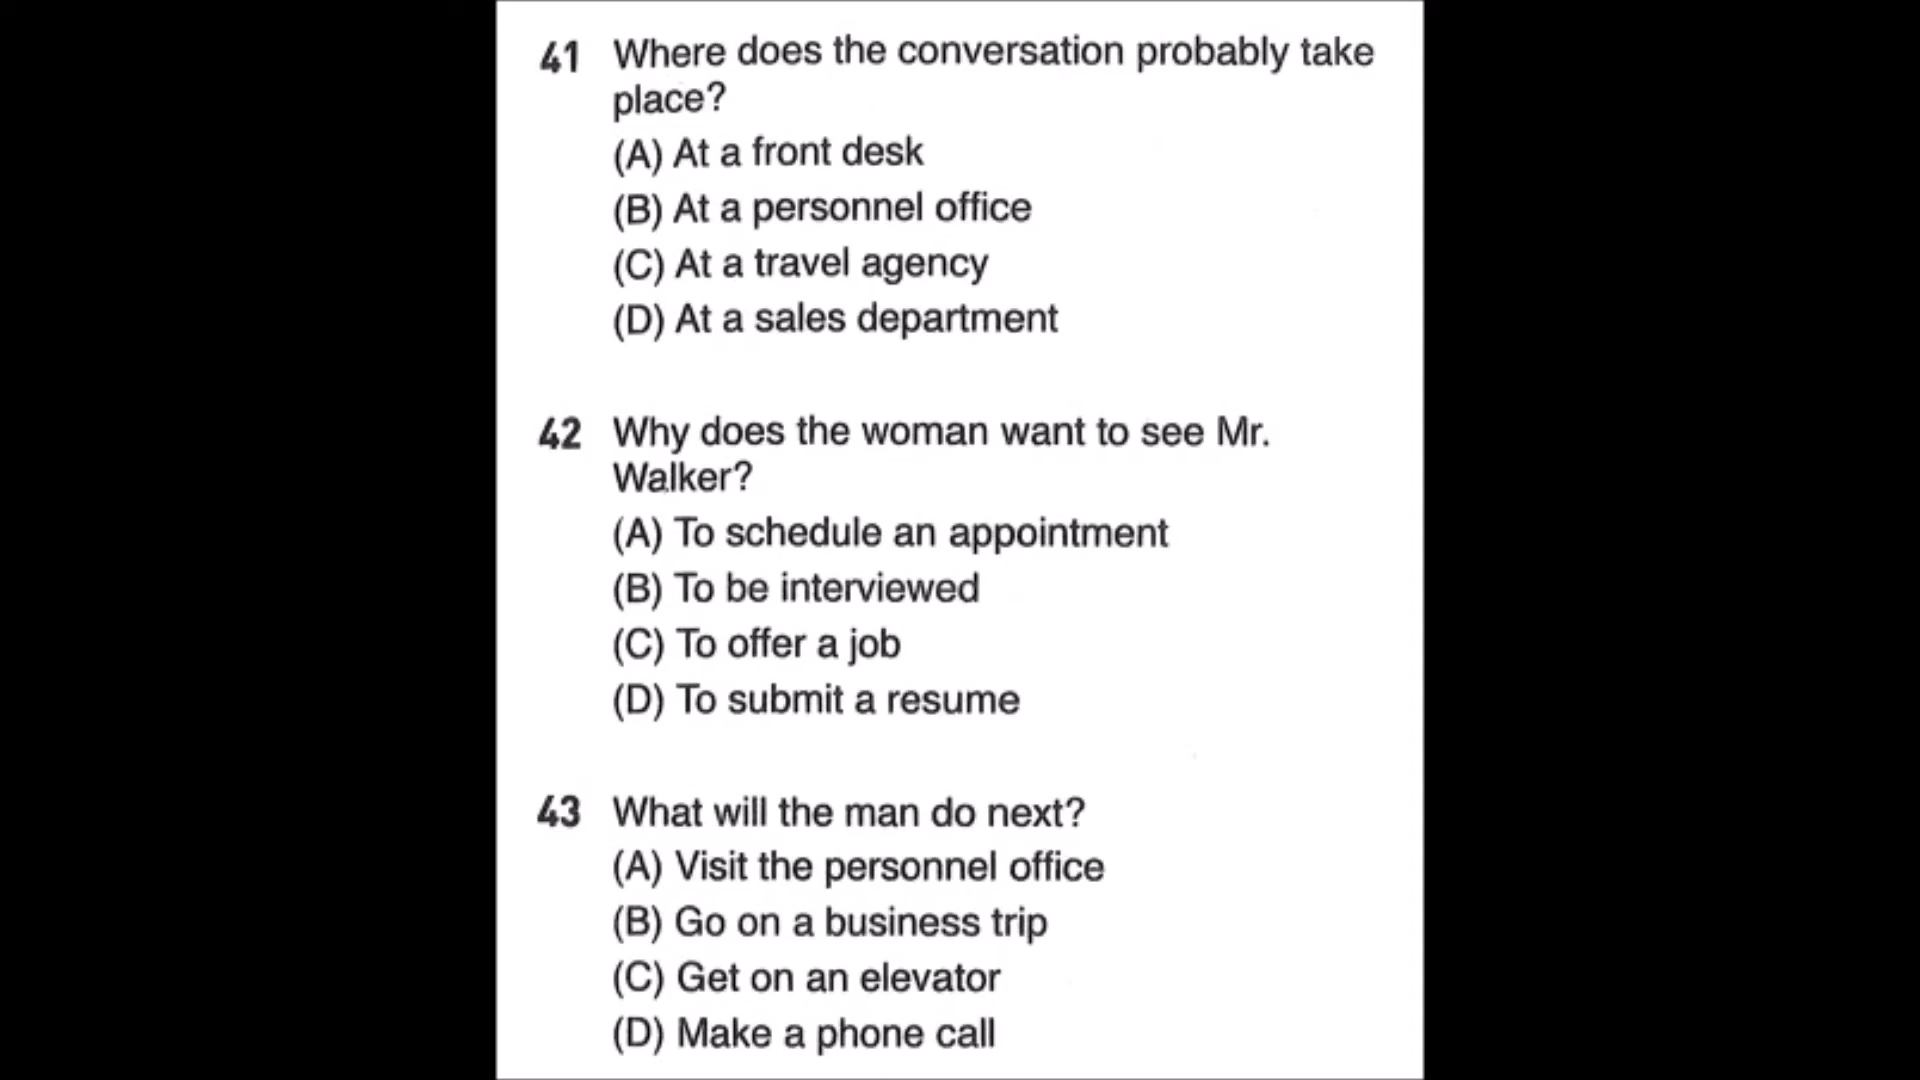 41 Where does the conversation probably take
place?
(A) At a front desk
(B) At a personnel office
(C) At a travel agency
(D) At a sales department
42 Why does the woman want to see Mr.
Walker?
(A) To schedule an appointment
(B) To be interviewed
(C) To offer a job
(D) To submit a resume
43 What will the man do next?
(A) Visit the personnel office
(B) Go on a business trip
(C) Get on an elevator
(D) Make a phone call